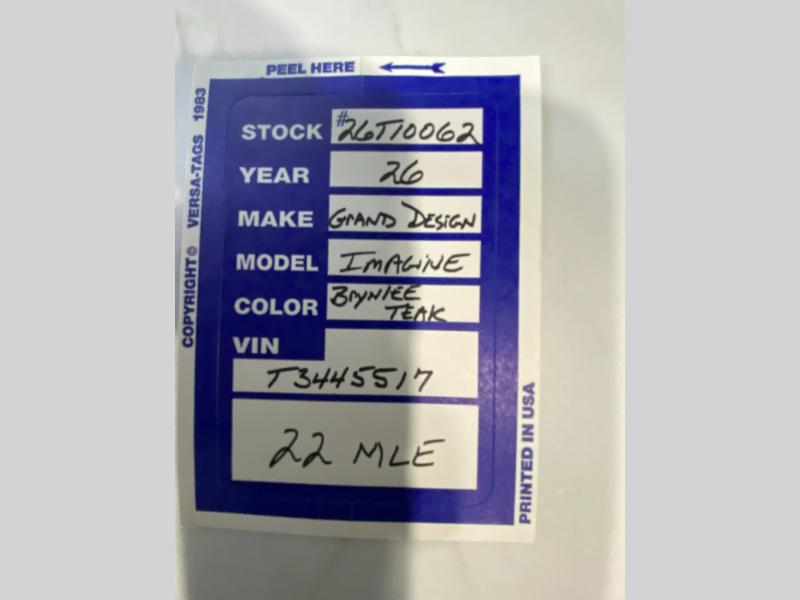 PEEL HERE
COPYRIGHT © VERSA-TAGS 1983
STOCK #26T10062
YEAR 26
MAKE GRAND DESIGN
MODEL IMAGINE
COLOR BRYNLEE
TEAK
VIN
T3445517
22 MLE
PRINTED IN USA